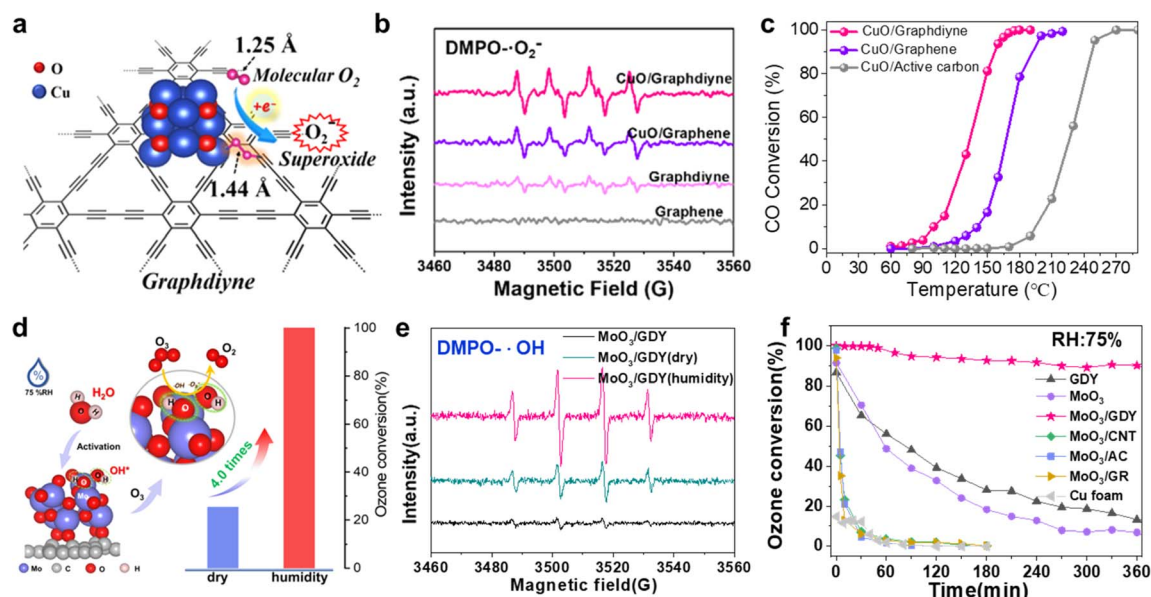 a
O
Cu
1.25 Å
Molecular O₂
+e⁻
O₂⁻
Superoxide
1.44 Å
Graphdiyne
b
DMPO-·O₂⁻
CuO/Graphdiyne
CuO/Graphene
Graphdiyne
Graphene
Intensity (a.u.)
3460 3480 3500 3520 3540 3560
Magnetic Field (G)
c
CuO/Graphdiyne
CuO/Graphene
CuO/Active carbon
CO Conversion (%)
100
80
60
40
20
0
0 30 60 90 120 150 180 210 240 270
Temperature (℃)
d
%
75 %RH
H₂O
H H
O
Activation
O₃
O₂
·OH ·O₂⁻
H O H
OH*
H O H
Mo
O₃
4.0 times
Mo C O H
dry humidity
100
80
60
40
20
0
Ozone conversion(%)
e
DMPO- ·OH
MoO₃/GDY
MoO₃/GDY(dry)
MoO₃/GDY(humidity)
Intensity(a.u.)
3460 3480 3500 3520 3540 3560
Magnetic field(G)
f
RH:75%
GDY
MoO₃
MoO₃/GDY
MoO₃/CNT
MoO₃/AC
MoO₃/GR
Cu foam
Ozone conversion(%)
100
80
60
40
20
0
0 60 120 180 240 300 360
Time(min)